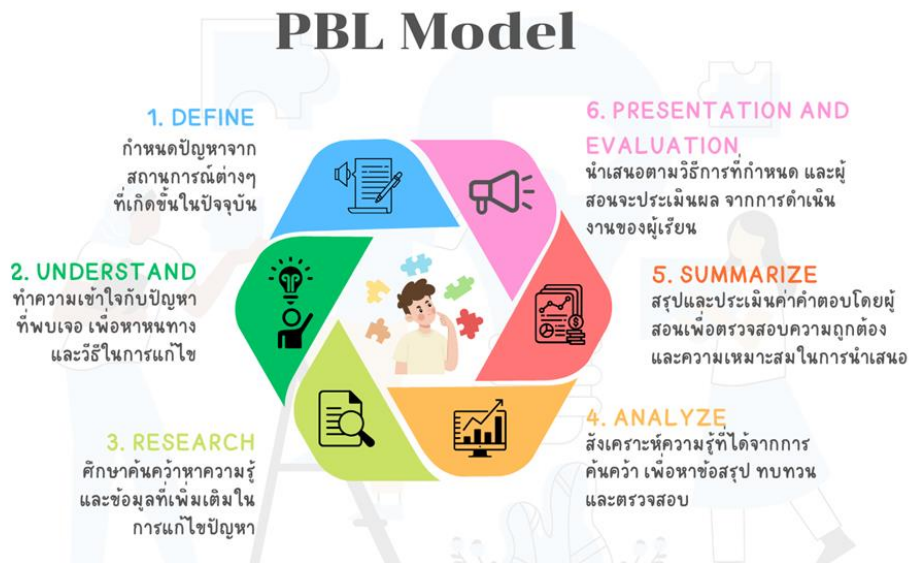 PBL Model
1. DEFINE
กำหนดปัญหาจาก
สถานการณ์ต่างๆ
ที่เกิดขึ้นในปัจจุบัน
2. UNDERSTAND
ทำความเข้าใจกับปัญหา
ที่พบเจอ เพื่อหาหนทาง
และวิธีในการแก้ไข
3. RESEARCH
ศึกษาค้นคว้าหาความรู้
และข้อมูลที่เพิ่มเติมใน
การแก้ไขปัญหา
4. ANALYZE
สังเคราะห์ความรู้ที่ได้จากการ
ค้นคว้า เพื่อหาข้อสรุป ทบทวน
และตรวจสอบ
5. SUMMARIZE
สรุปและประเมินค่าคำตอบโดยผู้
สอนเพื่อตรวจสอบความถูกต้อง
และความเหมาะสมในการนำเสนอ
6. PRESENTATION AND
EVALUATION
นำเสนอตามวิธีการที่กำหนด และผู้
สอนจะประเมินผล จากการดำเนิน
งานของผู้เรียน